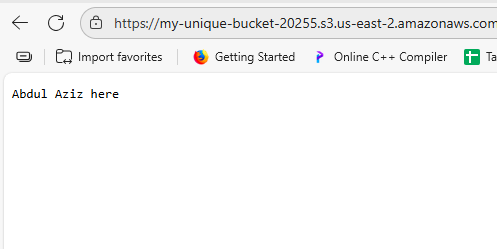 https://my-unique-bucket-20255.s3.us-east-2.amazonaws.com
Import favorites Getting Started Online C++ Compiler
Abdul Aziz here